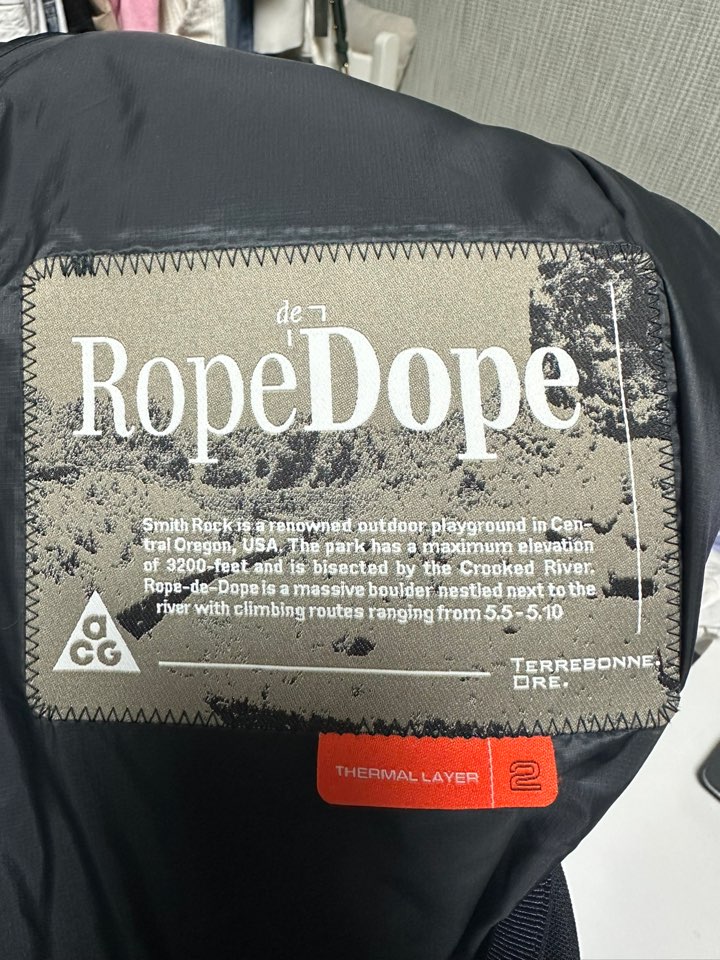 de
RopeDope
Smith Rock is a renowned outdoor playground in Cen-
tral Oregon, USA. The park has a maximum elevation
of 3200-feet and is bisected by the Crooked River.
Rope-de-Dope is a massive boulder nestled next to the
river with climbing routes ranging from 5.5 - 5.10
aCG
TERREBONNE,
ORE.
THERMAL LAYER 2